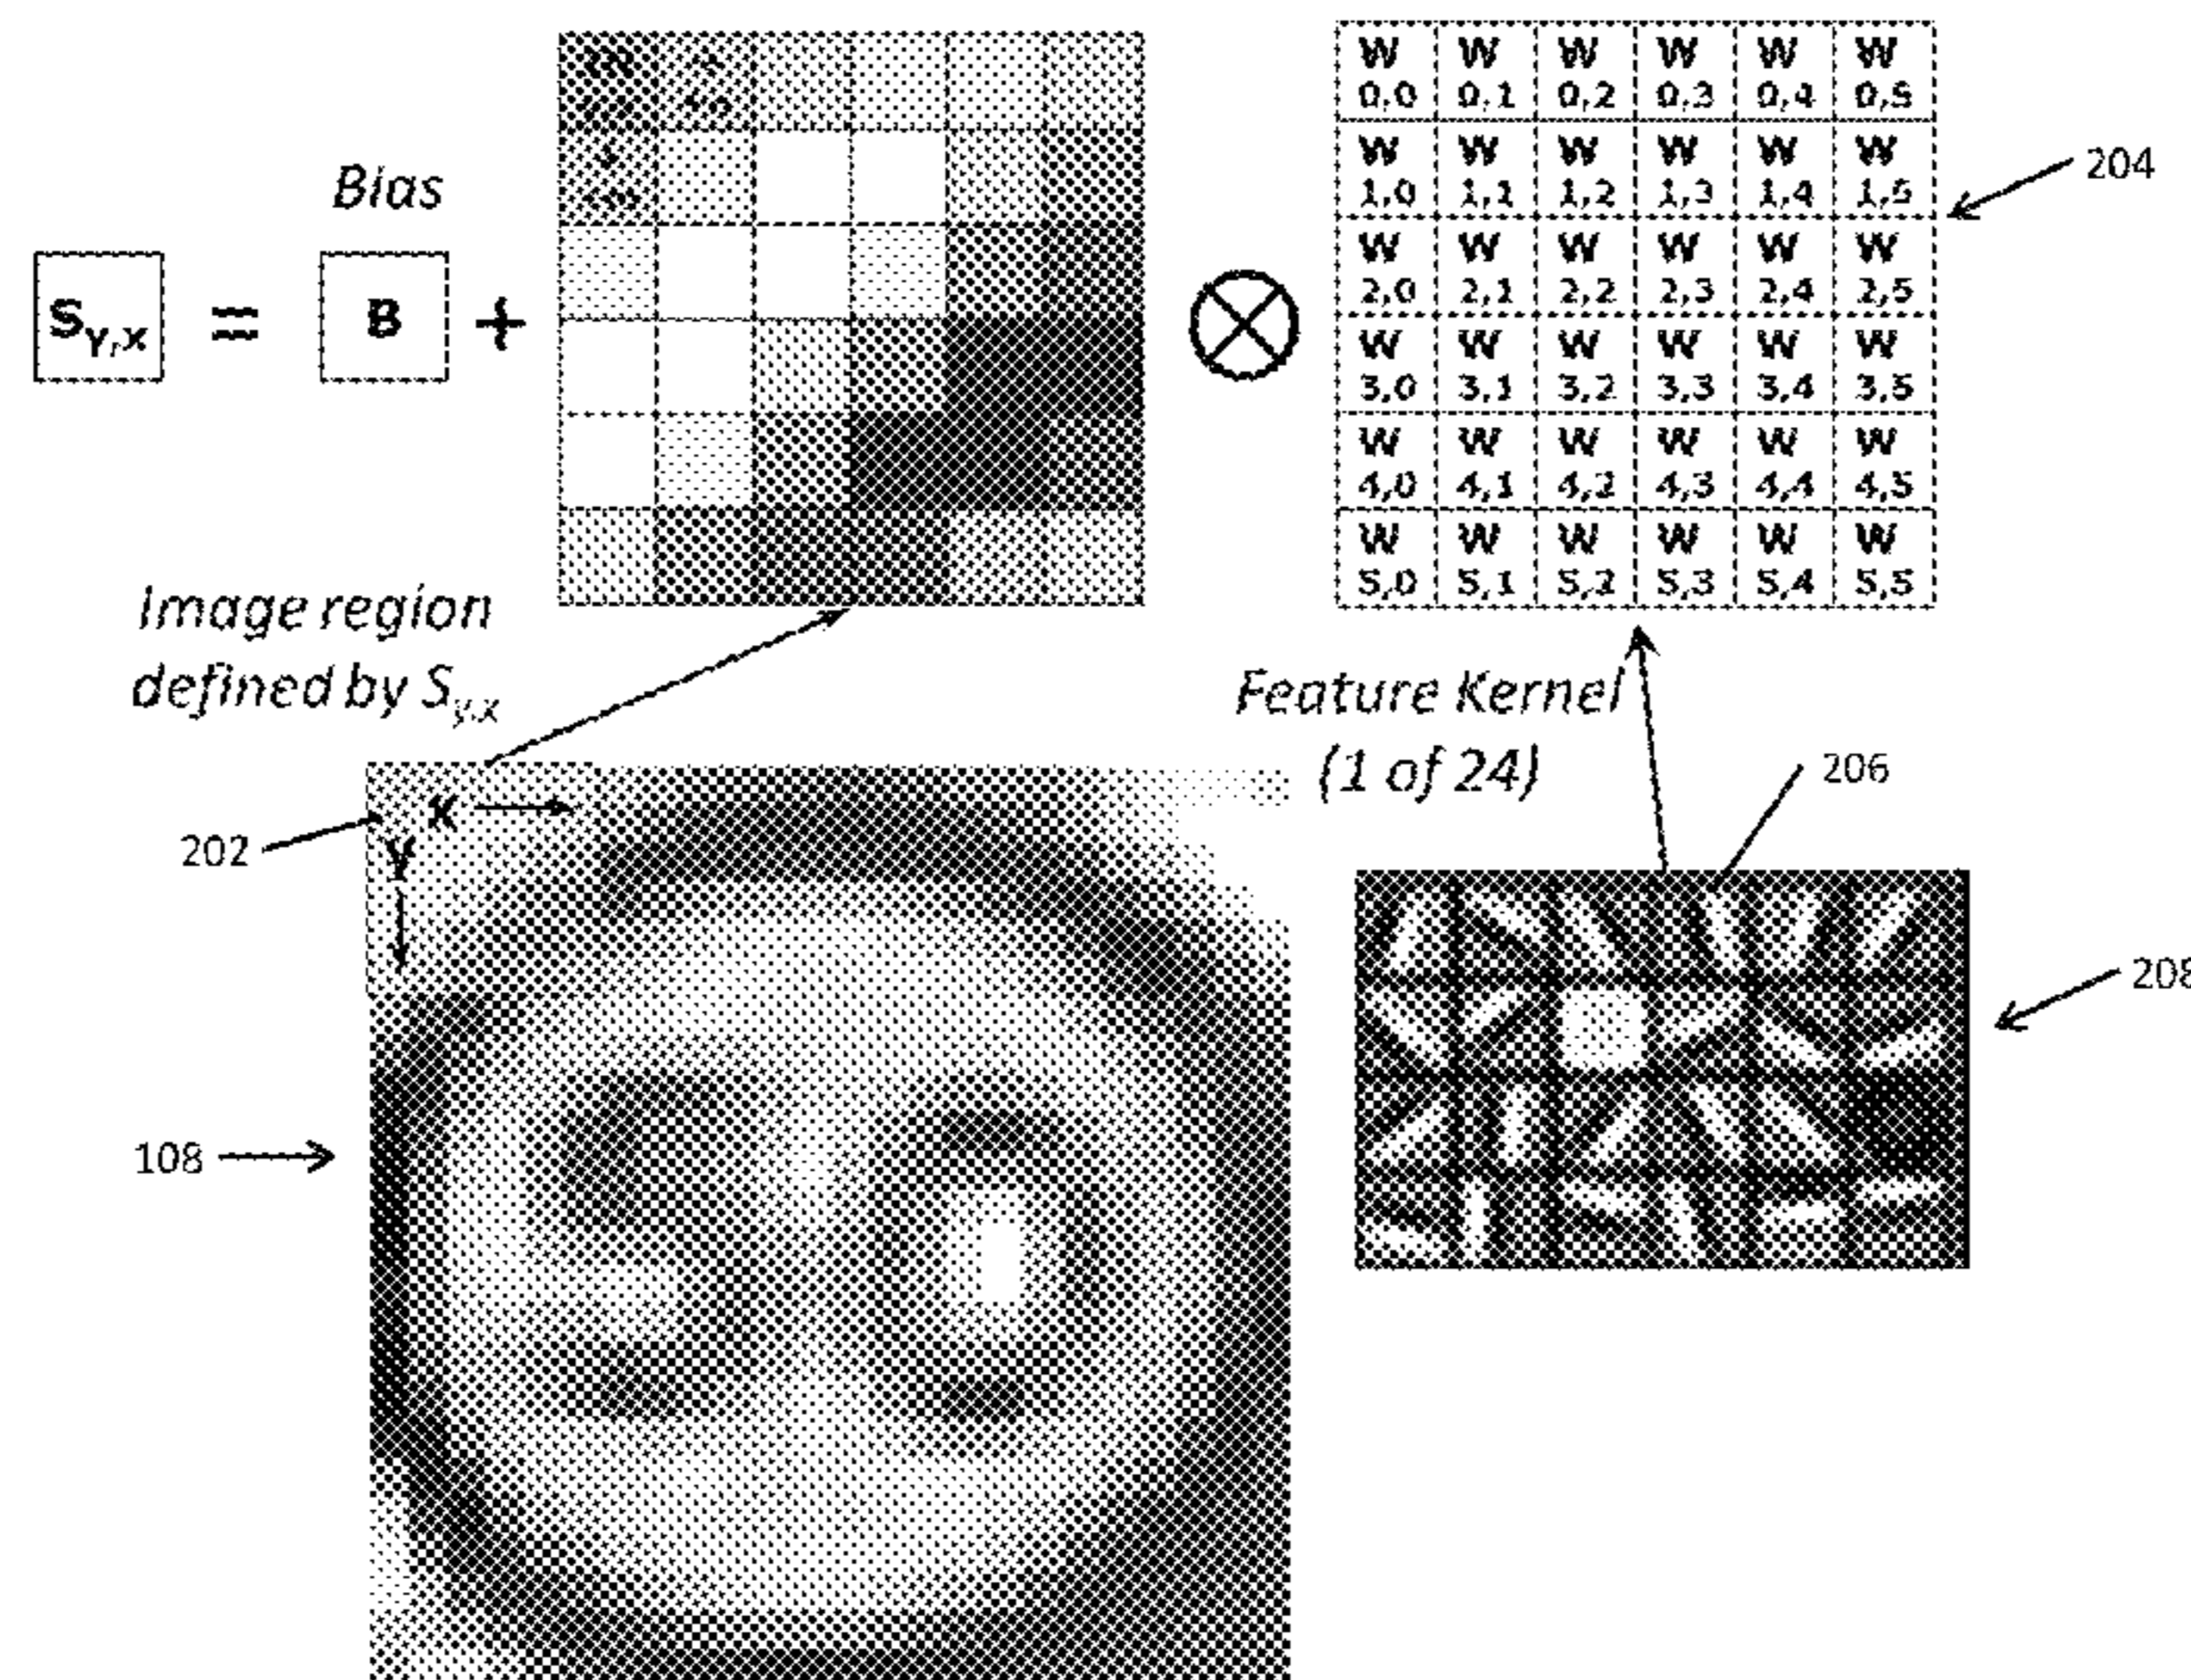 Bias
S_{Y,X} = B +
W W W W W W
0,0 0,1 0,2 0,3 0,4 0,5
W W W W W W
1,0 1,1 1,2 1,3 1,4 1,5
W W W W W W
2,0 2,1 2,2 2,3 2,4 2,5
W W W W W W
3,0 3,1 3,2 3,3 3,4 3,5
W W W W W W
4,0 4,1 4,2 4,3 4,4 4,5
W W W W W W
5,0 5,1 5,2 5,3 5,4 5,5
204
Image region
defined by S_{y,x}
Feature Kernel
(1 of 24)
206
X
Y
202
208
108